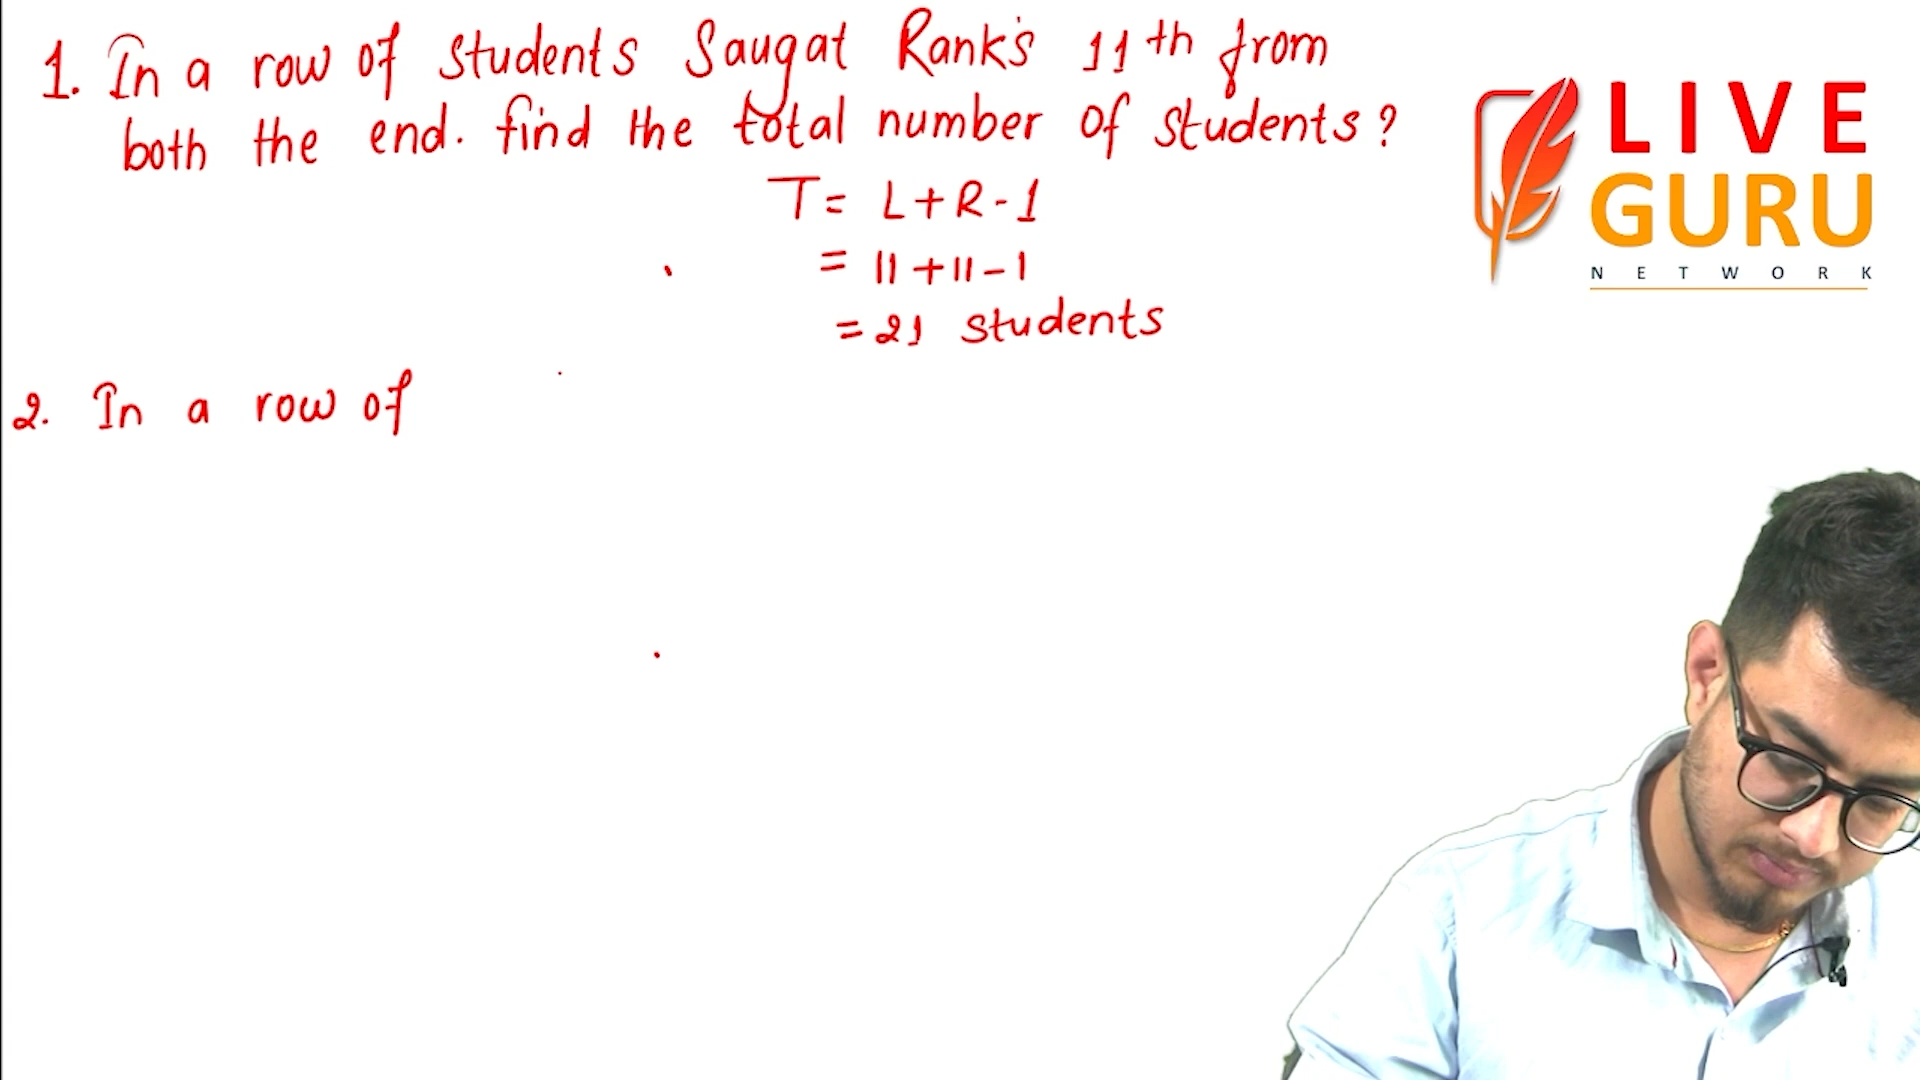 1. In a row of students Saugat Rank's 11th from
both the end. find the total number of students?
T= L+R-1
= 11+11-1
= 21 students
2. In a row of
LIVE
GURU
NETWORK